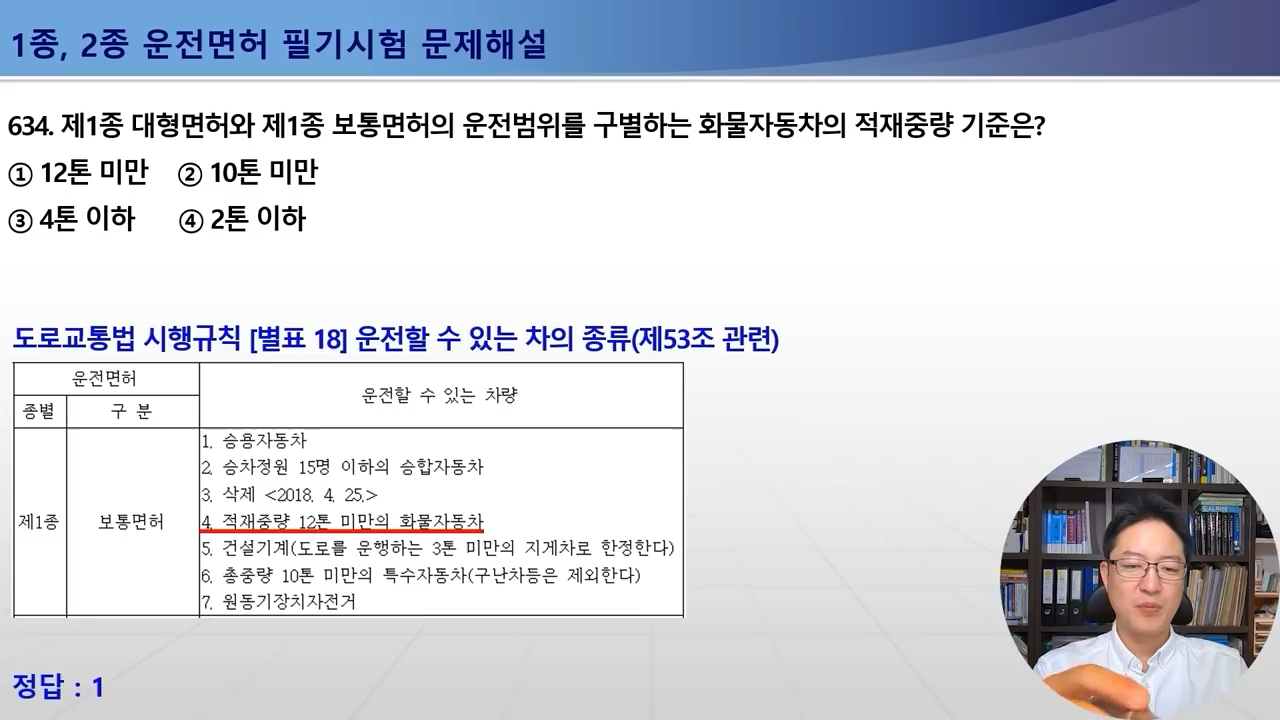 1종, 2종 운전면허 필기시험 문제해설
634. 제1종 대형면허와 제1종 보통면허의 운전범위를 구별하는 화물자동차의 적재중량 기준은?
① 12톤 미만 ② 10톤 미만
③ 4톤 이하 ④ 2톤 이하
도로교통법 시행규칙 [별표 18] 운전할 수 있는 차의 종류(제53조 관련)
운전면허
운전할 수 있는 차량
종별 구 분
제1종 보통면허
1. 승용자동차
2. 승차정원 15명 이하의 승합자동차
3. 삭제 <2018. 4. 25.>
4. 적재중량 12톤 미만의 화물자동차
5. 건설기계(도로를 운행하는 3톤 미만의 지게차로 한정한다)
6. 총중량 10톤 미만의 특수자동차(구난차등은 제외한다)
7. 원동기장치자전거
정답 : 1